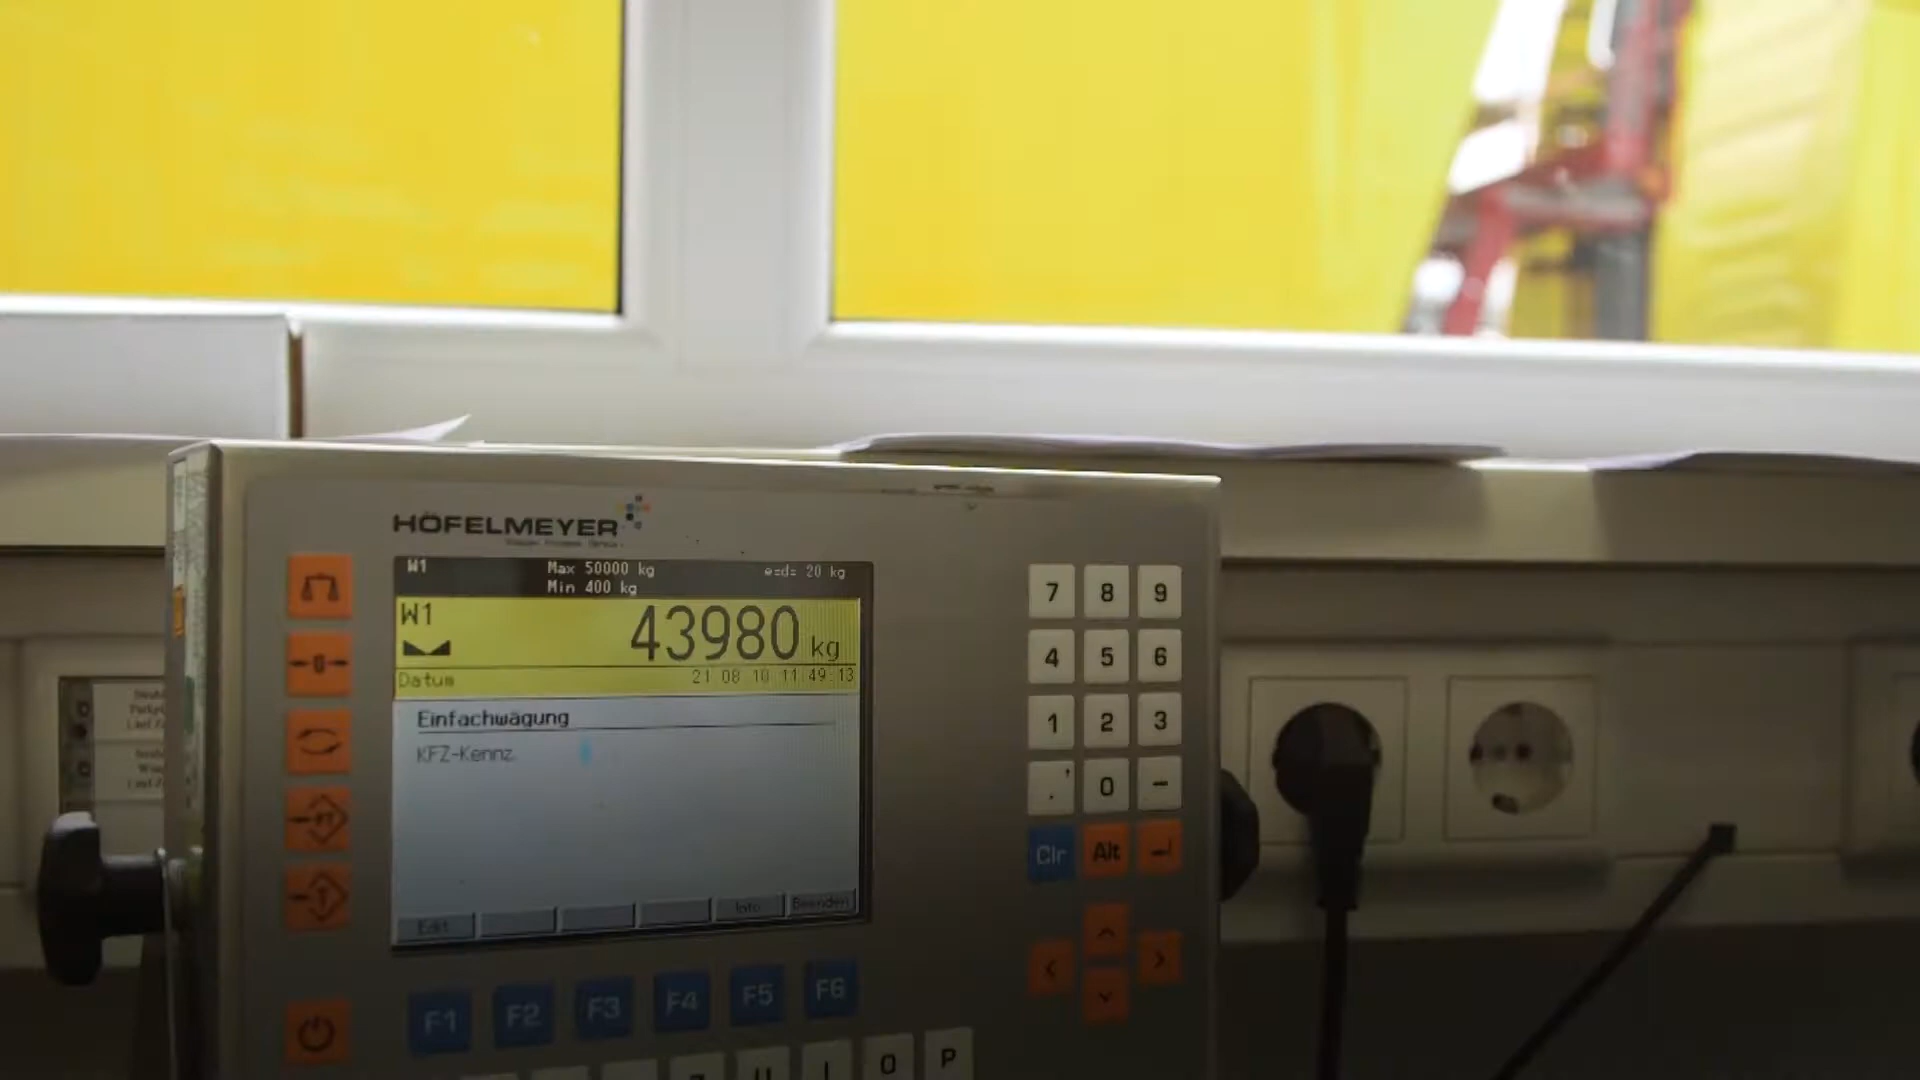 HÖFELMEYER
W1 Max 50000 kg e=d= 20 kg
Min 400 kg
W1 43980 kg
Datum 21 08 10 11:49:13
Einfachwägung
KFZ-Kennz.
Edit Info Beenden
7 8 9
4 5 6
1 2 3
. 0 -
Clr Alt
F1 F2 F3 F4 F5 F6
U I O P